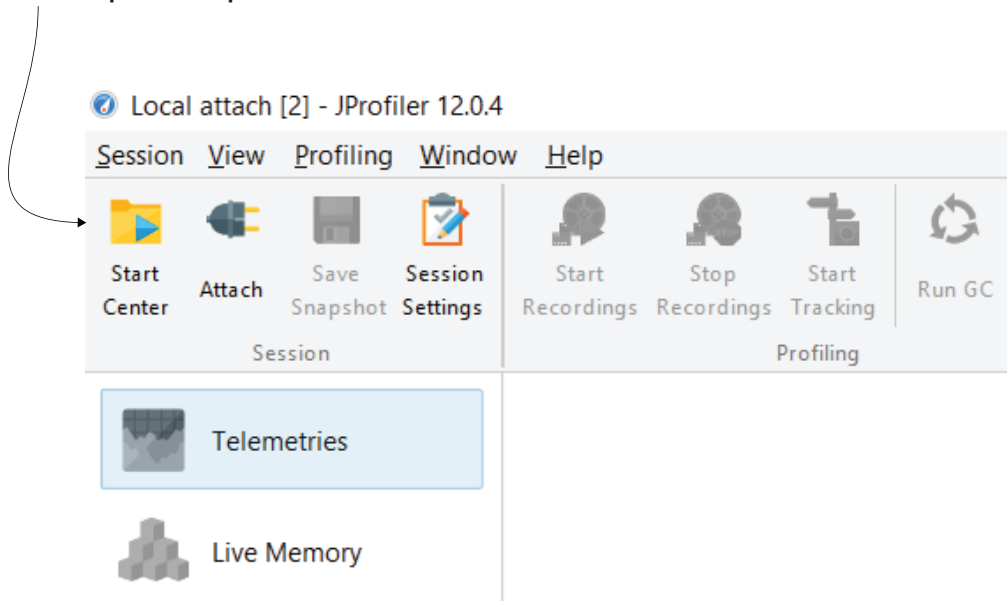 Local attach [2] - JProfiler 12.0.4
Session View Profiling Window Help
Start Center
Attach
Save Snapshot
Session Settings
Start Recordings
Stop Recordings
Start Tracking
Run GC
Session
Profiling
Telemetries
Live Memory